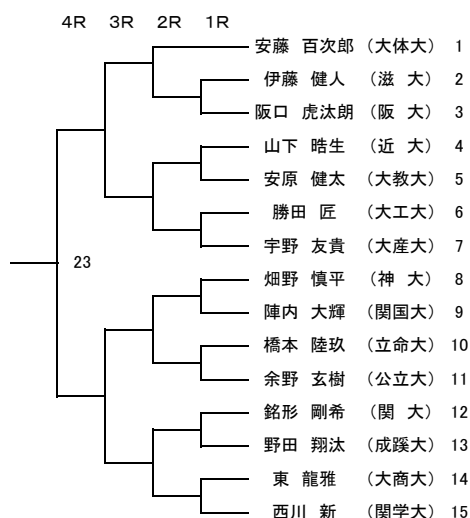 4R 3R 2R 1R
安藤 百次郎 (大体大) 1
伊藤 健人 (滋 大) 2
阪口 虎汰朗 (阪 大) 3
山下 晧生 (近 大) 4
安原 健太 (大教大) 5
勝田 匠 (大工大) 6
宇野 友貴 (大産大) 7
23
畑野 慎平 (神 大) 8
陣内 大輝 (関国大) 9
橋本 陸玖 (立命大) 10
余野 玄樹 (公立大) 11
銘形 剛希 (関 大) 12
野田 翔汰 (成蹊大) 13
東 龍雅 (大商大) 14
西川 新 (関学大) 15